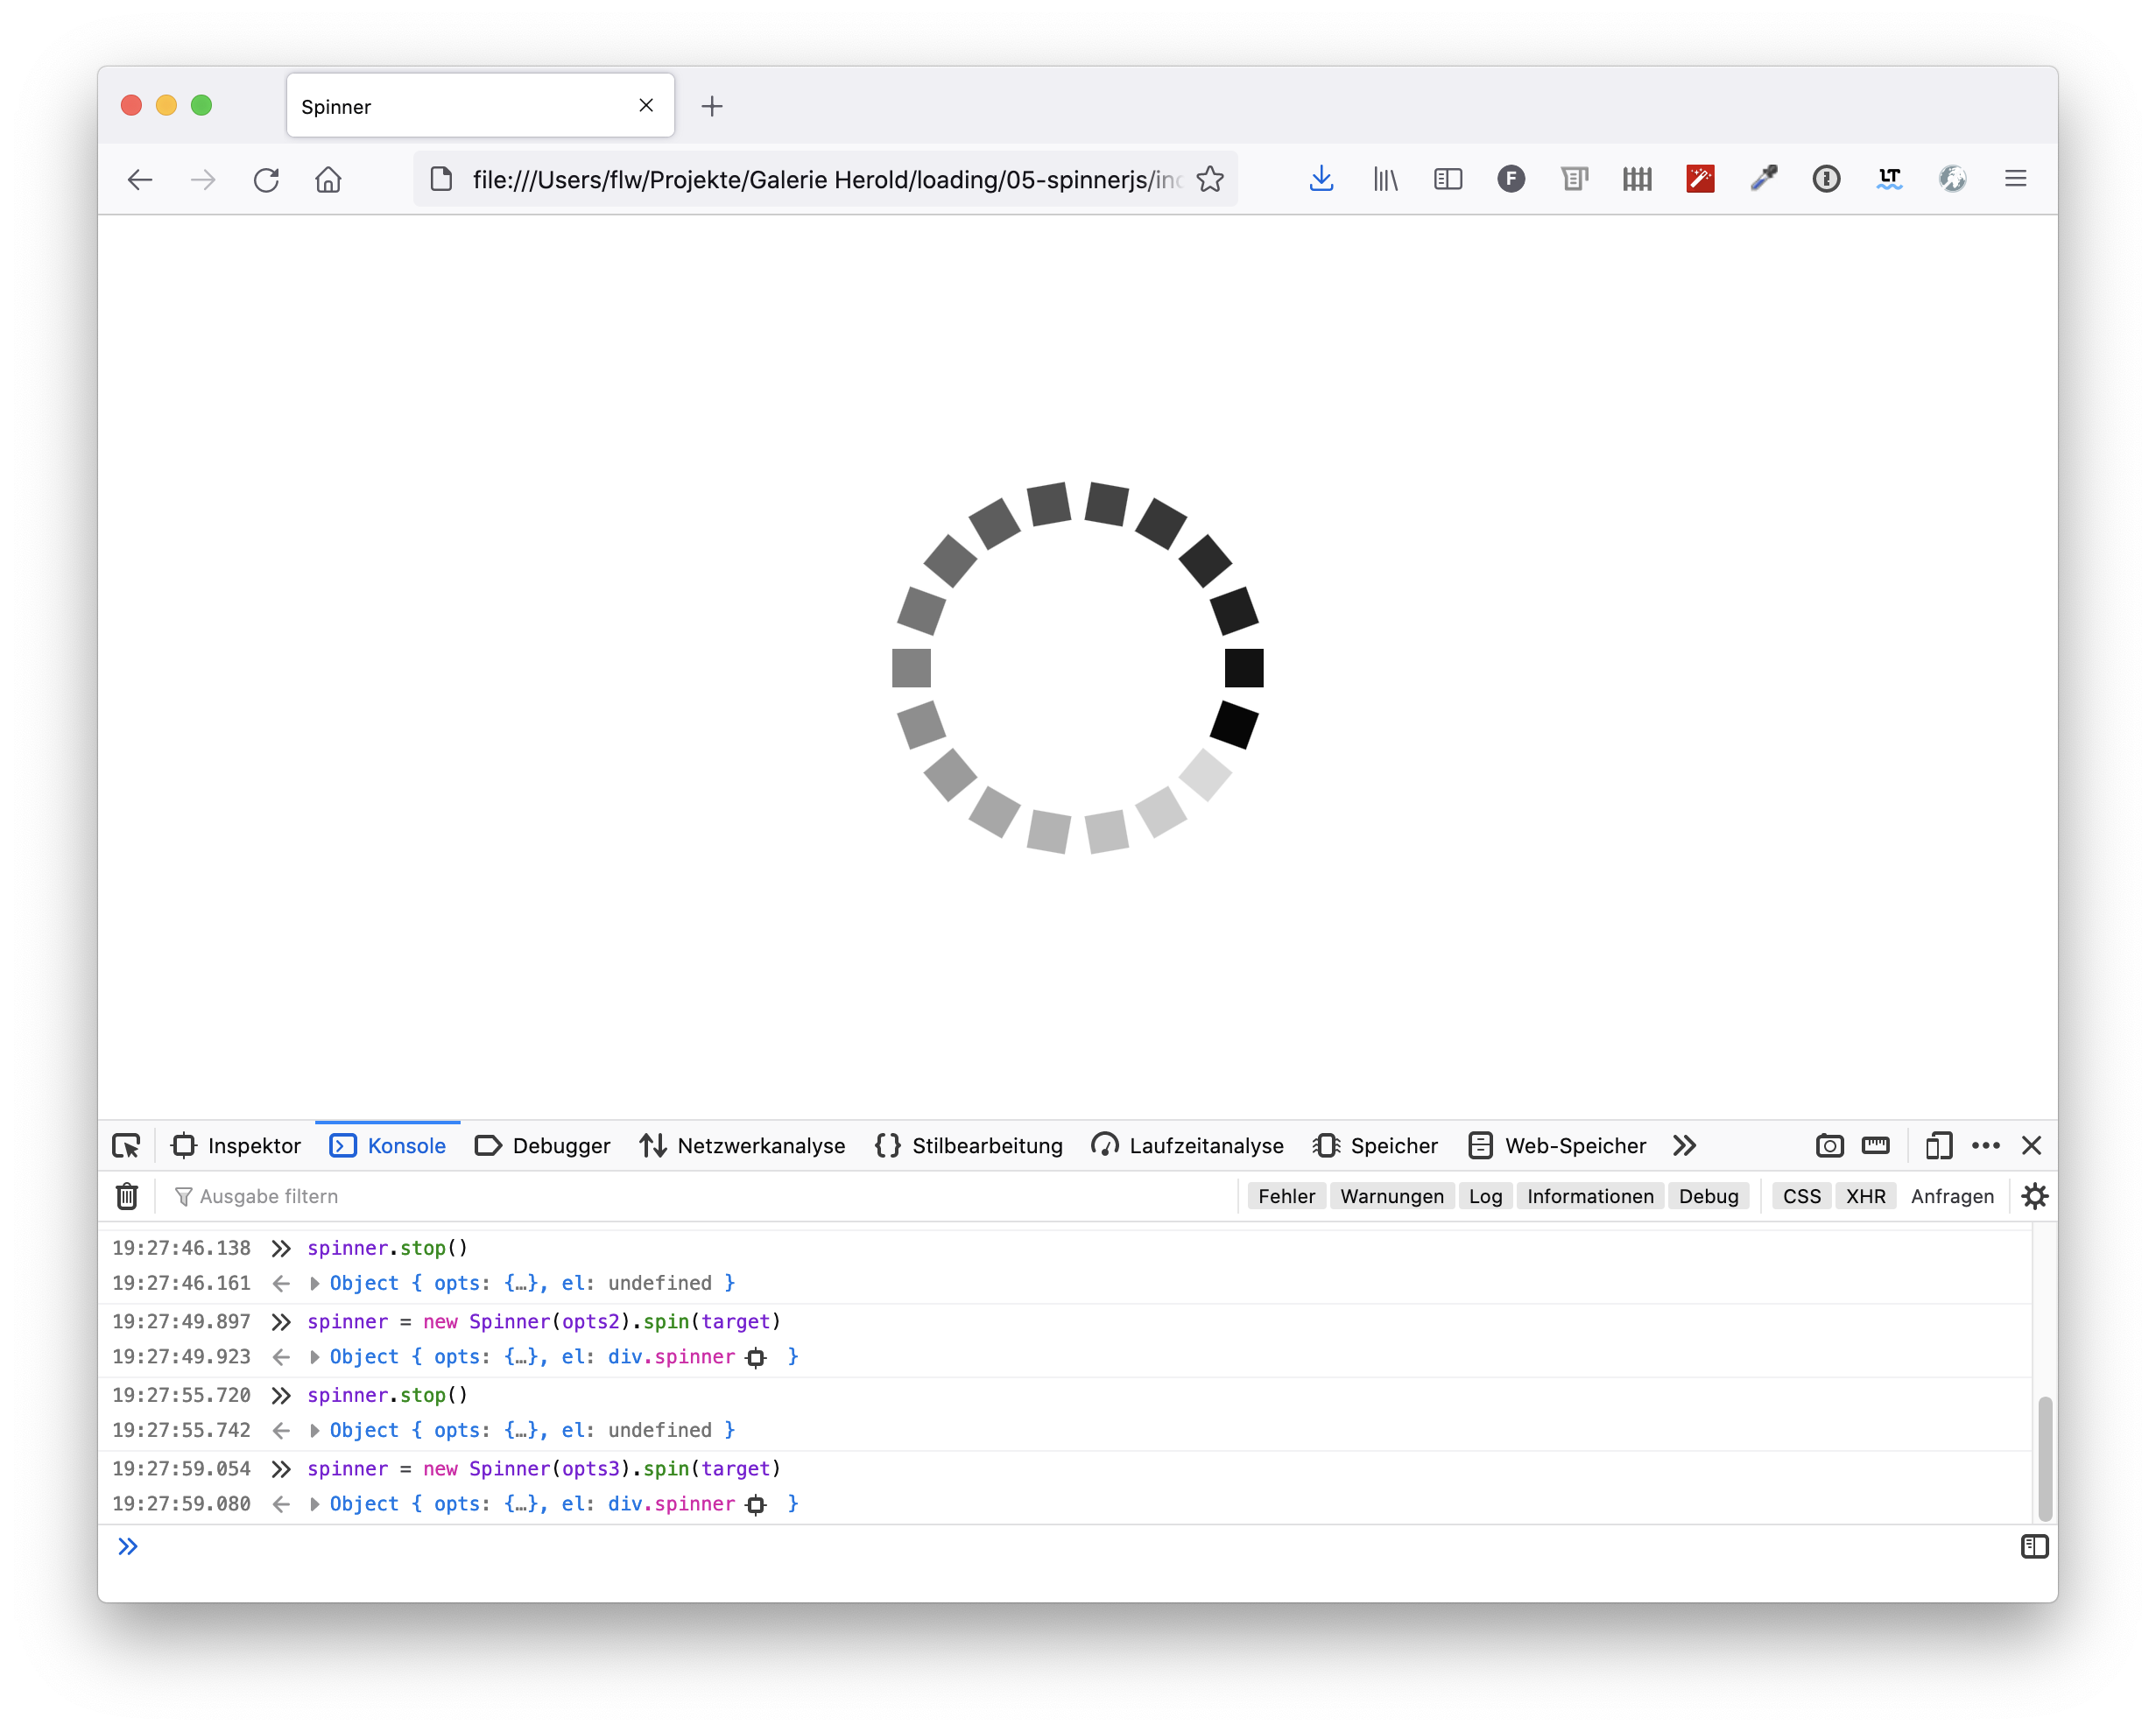 Spinner
file:///Users/flw/Projekte/Galerie Herold/loading/05-spinnerjs/
F
LT
Inspektor Konsole Debugger Netzwerkanalyse {} Stilbearbeitung Laufzeitanalyse Speicher Web-Speicher
Ausgabe filtern Fehler Warnungen Log Informationen Debug CSS XHR Anfragen
19:27:46.138 spinner.stop()
19:27:46.161 Object { opts: {…}, el: undefined }
19:27:49.897 spinner = new Spinner(opts2).spin(target)
19:27:49.923 Object { opts: {…}, el: div.spinner }
19:27:55.720 spinner.stop()
19:27:55.742 Object { opts: {…}, el: undefined }
19:27:59.054 spinner = new Spinner(opts3).spin(target)
19:27:59.080 Object { opts: {…}, el: div.spinner }